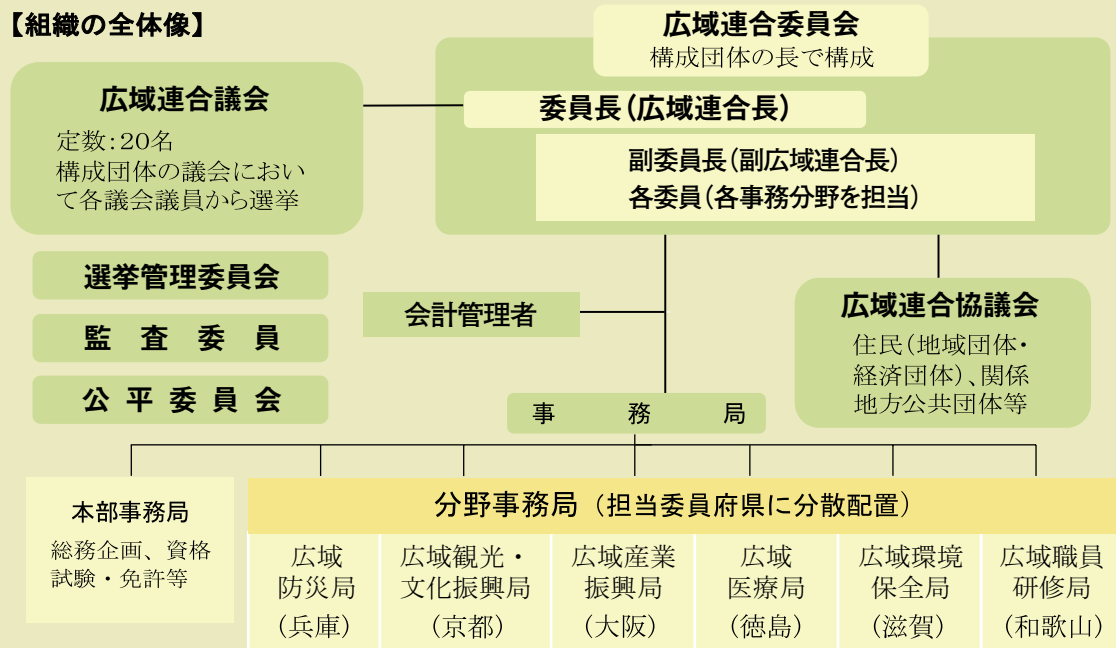 【組織の全体像】
広域連合委員会
構成団体の長で構成
広域連合議会
定数：20名
構成団体の議会におい
て各議会議員から選挙
委員長（広域連合長）
副委員長（副広域連合長）
各委員（各事務分野を担当）
選挙管理委員会
監査委員
公平委員会
会計管理者
広域連合協議会
住民（地域団体・
経済団体）、関係
地方公共団体等
事務局
本部事務局
総務企画、資格
試験・免許等
分野事務局（担当委員府県に分散配置）
広域
防災局
（兵庫）
広域観光・
文化振興局
（京都）
広域産業
振興局
（大阪）
広域
医療局
（徳島）
広域環境
保全局
（滋賀）
広域職員
研修局
（和歌山）